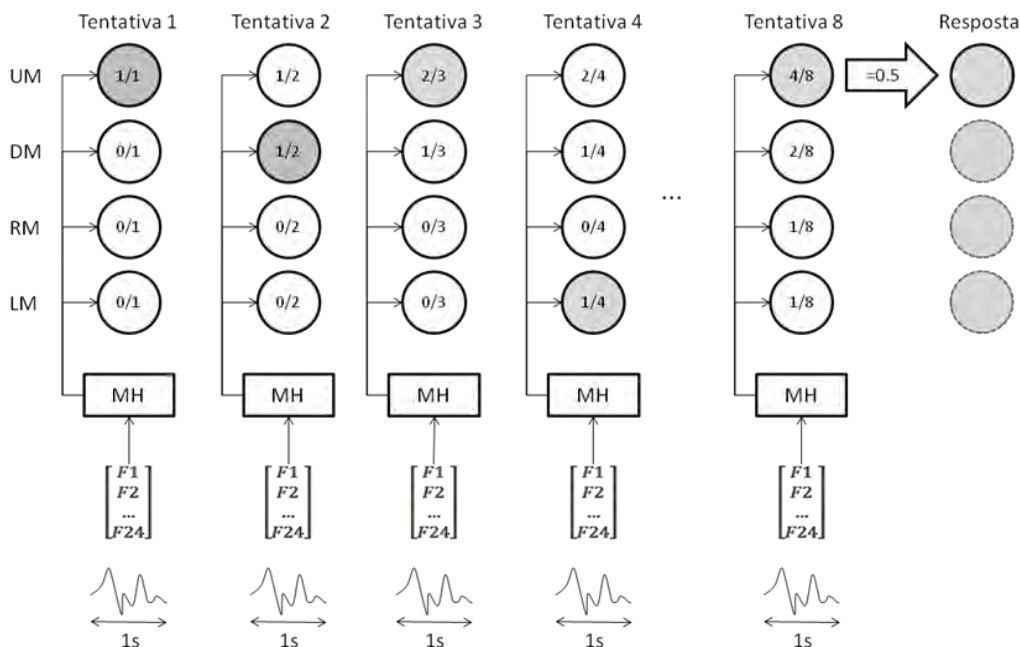 Tentativa 1 Tentativa 2 Tentativa 3 Tentativa 4 Tentativa 8 Resposta
UM 1/1 1/2 2/3 2/4 4/8 =0.5
DM 0/1 1/2 1/3 1/4 2/8
...
RM 0/1 0/2 0/3 0/4 1/8
LM 0/1 0/2 0/3 1/4 1/8
MH MH MH MH MH
F1 F1 F1 F1 F1
F2 F2 F2 F2 F2
... ... ... ... ...
F24 F24 F24 F24 F24
1s 1s 1s 1s 1s